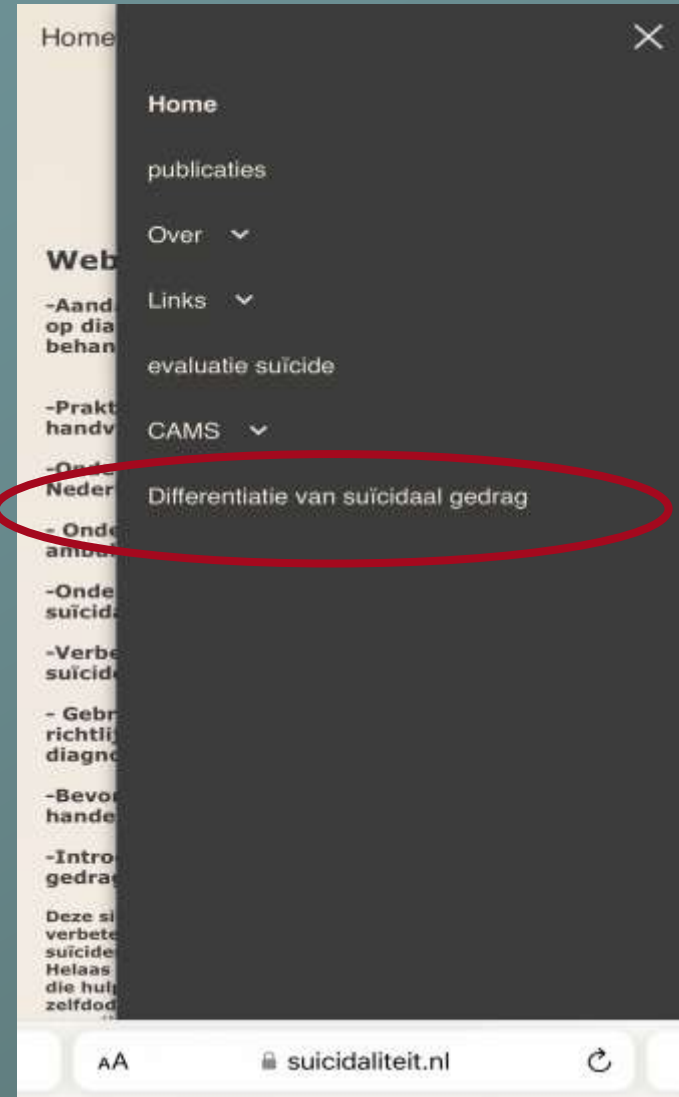 Home
Home
publicaties
Over
Links
evaluatie suïcide
CAMS
Differentiatie van suïcidaal gedrag
Web
-Aand
op dia
behan
-Prakt
handv
-Onde
Neder
- Onde
ambul
-Onde
suïcida
-Verbe
suïcide
- Gebr
richtlij
diagno
-Bevor
hande
-Intro
gedrag
Deze si
verbete
suïcide
Helaas
die hulp
zelfdod
AA
suicidaliteit.nl